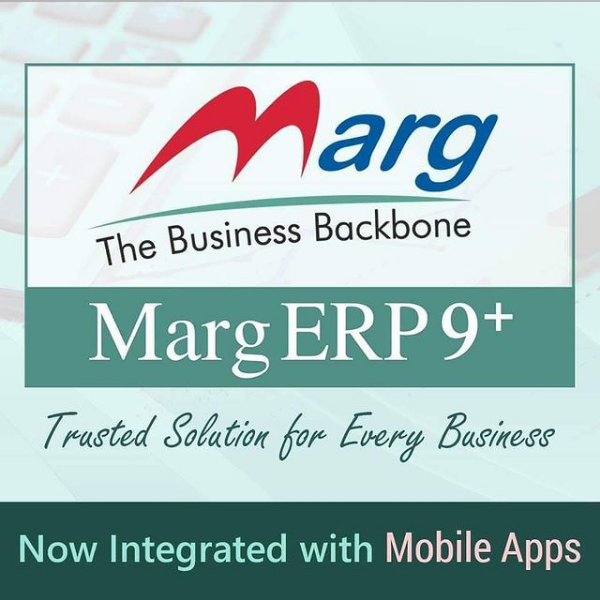 Marg
The Business Backbone
Marg ERP 9+
Trusted Solution for Every Business
Now Integrated with Mobile Apps